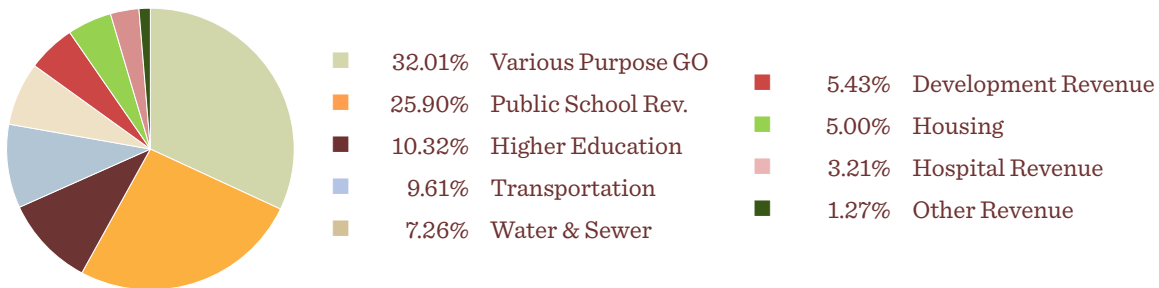 32.01% Various Purpose GO
25.90% Public School Rev.
10.32% Higher Education
9.61% Transportation
7.26% Water & Sewer
5.43% Development Revenue
5.00% Housing
3.21% Hospital Revenue
1.27% Other Revenue